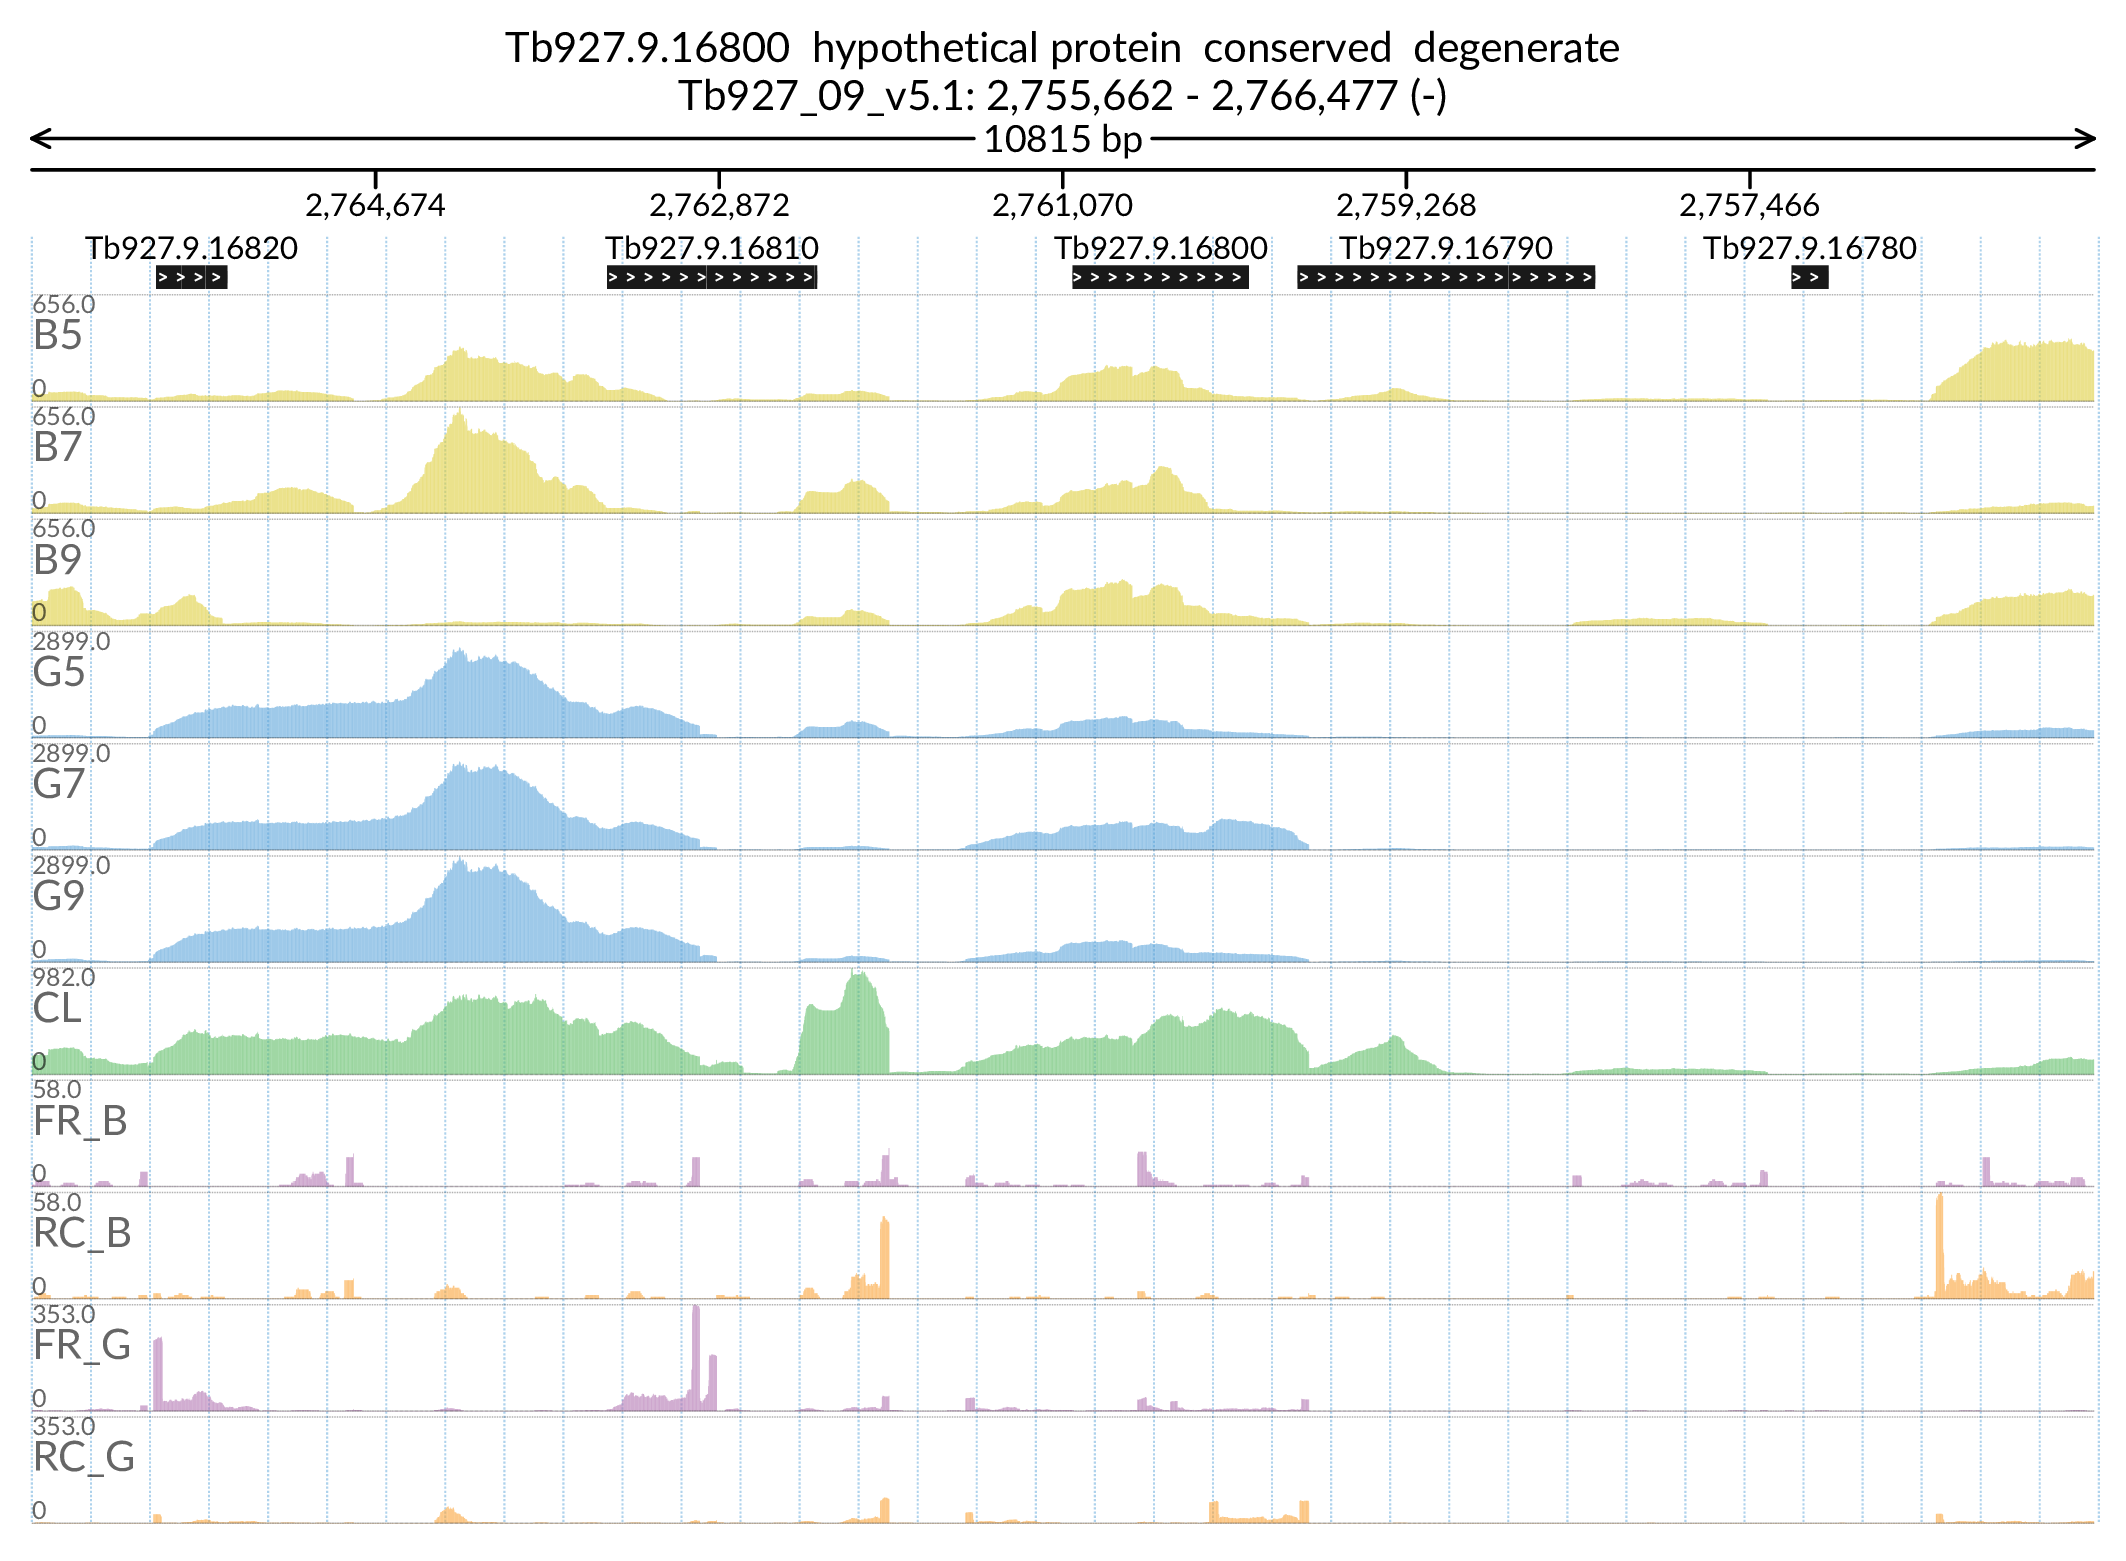 Tb927.9.16800 hypothetical protein conserved degenerate
Tb927_09_v5.1: 2,755,662 - 2,766,477 (-)
10815 bp
2,764,674 2,762,872 2,761,070 2,759,268 2,757,466
Tb927.9.16820 Tb927.9.16810 Tb927.9.16800 Tb927.9.16790 Tb927.9.16780
656.0
B5
0
656.0
B7
0
656.0
B9
0
2899.0
G5
0
2899.0
G7
0
2899.0
G9
0
982.0
CL
0
58.0
FR_B
0
58.0
RC_B
0
353.0
FR_G
0
353.0
RC_G
0